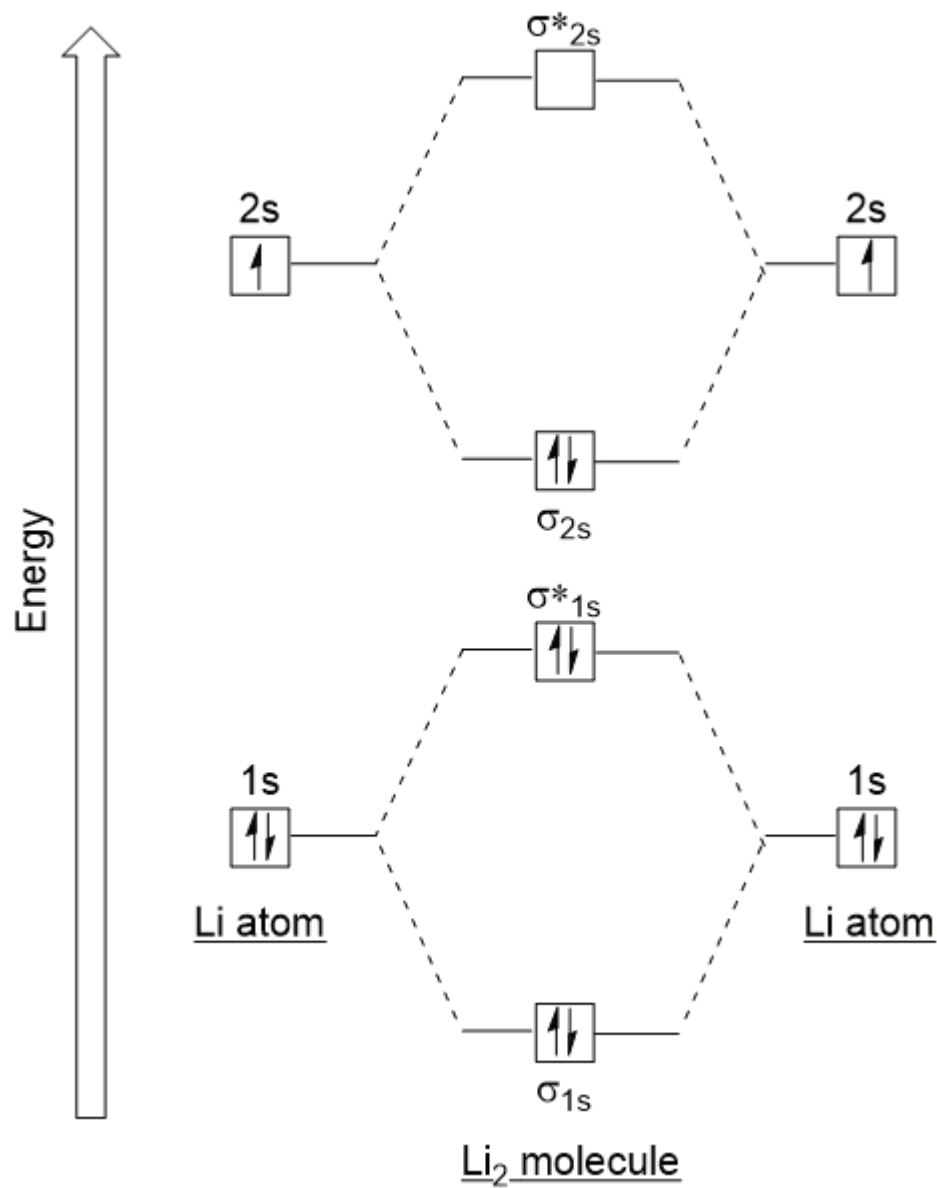 σ*2s
2s 2s
σ2s
Energy
σ*1s
1s 1s
Li atom Li atom
σ1s
Li2 molecule